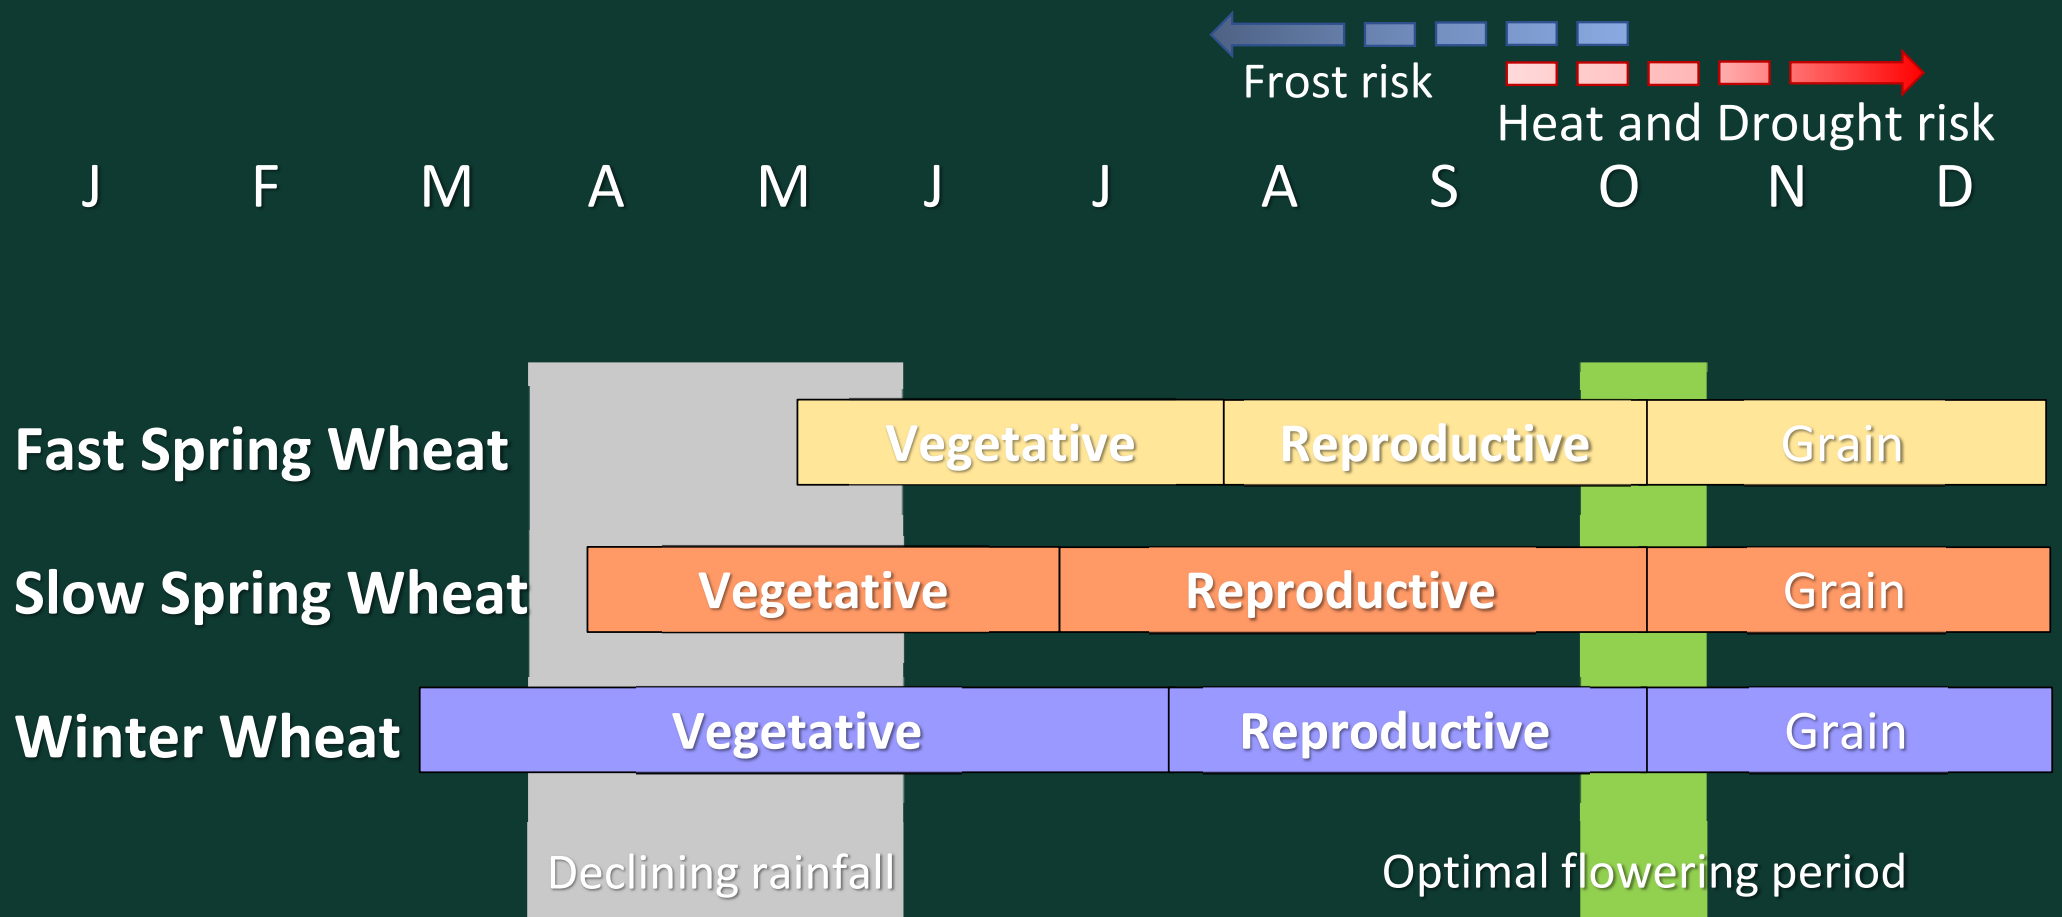 Frost risk
Heat and Drought risk
J F M A M J J A S O N D
Fast Spring Wheat Vegetative Reproductive Grain
Slow Spring Wheat Vegetative Reproductive Grain
Winter Wheat Vegetative Reproductive Grain
Declining rainfall Optimal flowering period